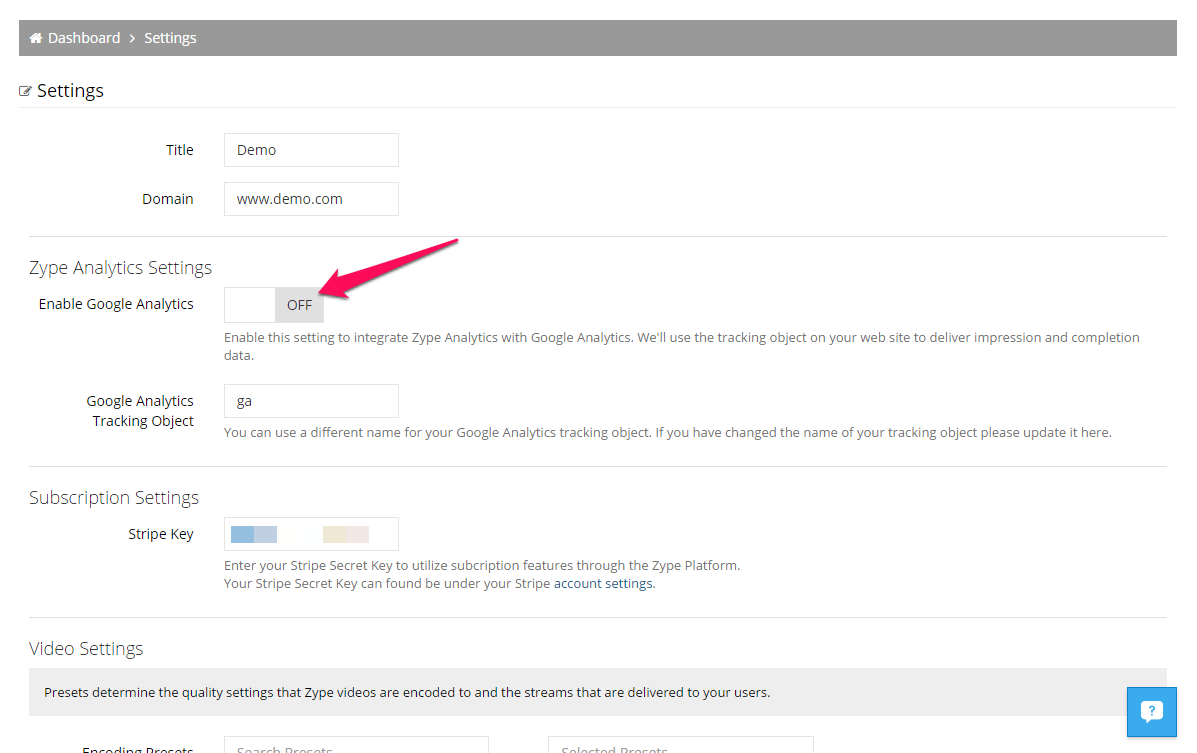 Dashboard > Settings
Settings
Title
Demo
Domain
www.demo.com
Zype Analytics Settings
Enable Google Analytics
OFF
Enable this setting to integrate Zype Analytics with Google Analytics. We'll use the tracking object on your web site to deliver impression and completion
data.
Google Analytics
Tracking Object
ga
You can use a different name for your Google Analytics tracking object. If you have changed the name of your tracking object please update it here.
Subscription Settings
Stripe Key
Enter your Stripe Secret Key to utilize subcription features through the Zype Platform.
Your Stripe Secret Key can found be under your Stripe account settings.
Video Settings
Presets determine the quality settings that Zype videos are encoded to and the streams that are delivered to your users.
?
Encoding Presets
Search Presets
Selected Presets